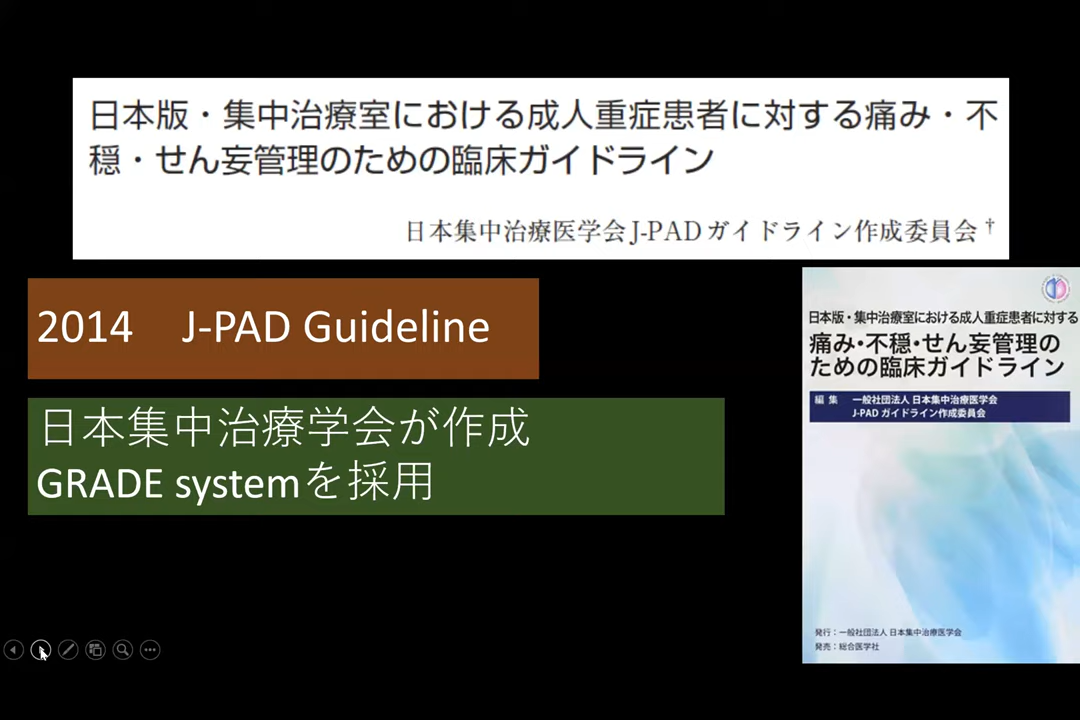 日本版・集中治療室における成人重症患者に対する痛み・不
穏・せん妄管理のための臨床ガイドライン
日本集中治療医学会J-PADガイドライン作成委員会†
2014 J-PAD Guideline
日本集中治療学会が作成
GRADE systemを採用
日本版・集中治療室における成人重症患者に対する
痛み・不穏・せん妄管理の
ための臨床ガイドライン
編集 一般社団法人 日本集中治療医学会
J-PAD ガイドライン作成委員会
発行：一般社団法人 日本集中治療医学会
発売：総合医学社